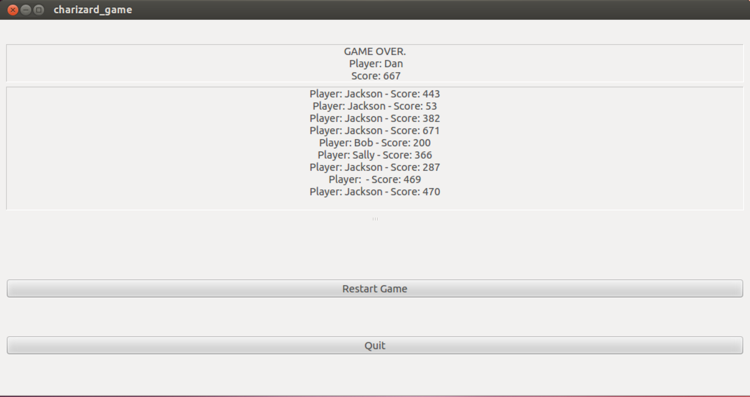 charizard_game
GAME OVER.
Player: Dan
Score: 667
Player: Jackson - Score: 443
Player: Jackson - Score: 53
Player: Jackson - Score: 382
Player: Jackson - Score: 671
Player: Bob - Score: 200
Player: Sally - Score: 366
Player: Jackson - Score: 287
Player:  - Score: 469
Player: Jackson - Score: 470
...
Restart Game
Quit